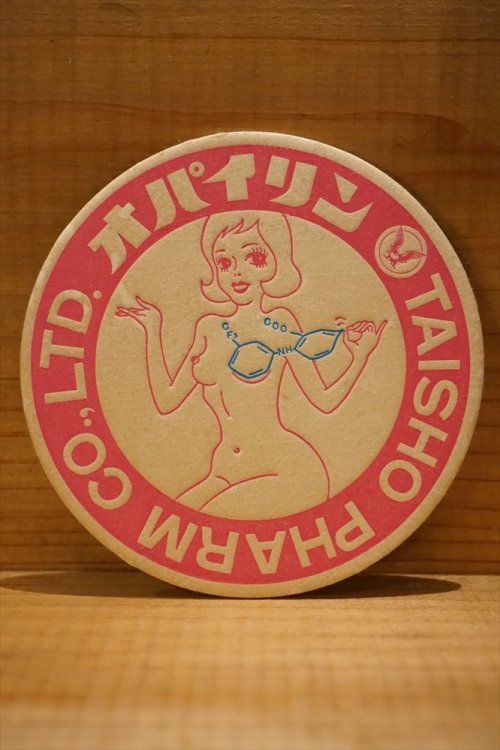 オパイリン
TAISHO PHARM CO., LTD.
CF3
COO
NH